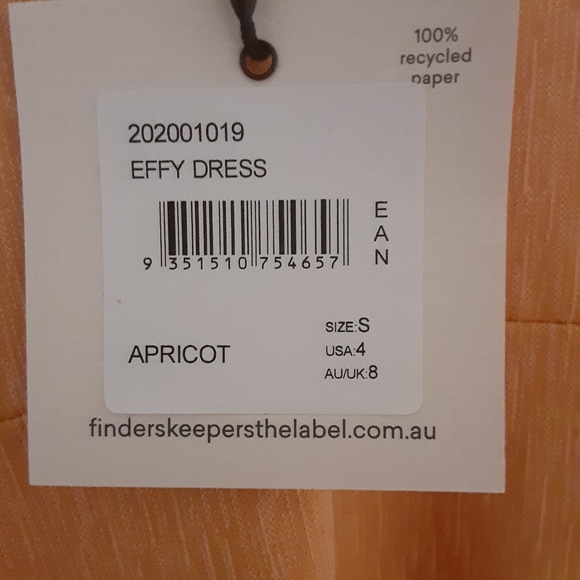 100%
recycled
paper
202001019
EFFY DRESS
E
A
N
9 351510 754657
SIZE:S
APRICOT
USA:4
AU/UK:8
finderskeepersthelabel.com.au